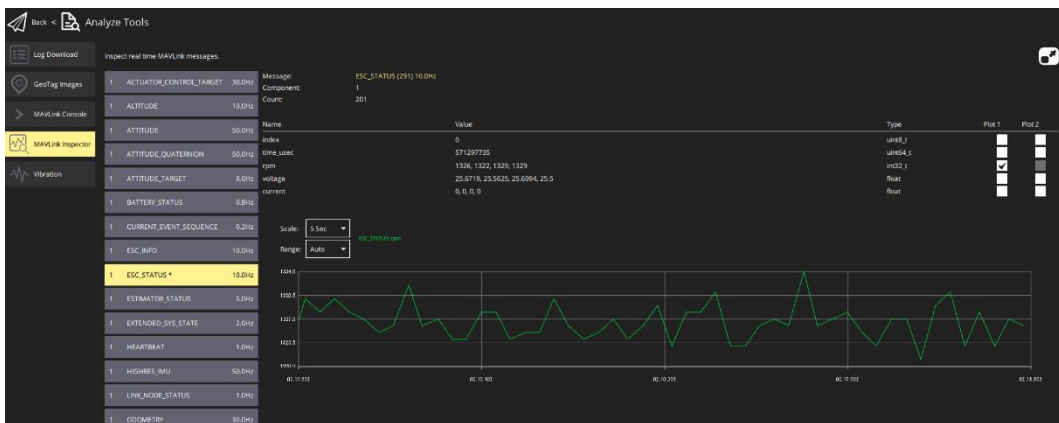 Back < Analyze Tools
Log Download
GeoTag Images
MAVLink Console
MAVLink Inspector
Vibration
Inspect real time MAVLink messages.
1 ACTUATOR_CONTROL_TARGET 30.0Hz
1 ALTITUDE 10.0Hz
1 ATTITUDE 50.0Hz
1 ATTITUDE_QUATERNION 50.0Hz
1 ATTITUDE_TARGET 8.0Hz
1 BATTERY_STATUS 0.8Hz
1 CURRENT_EVENT_SEQUENCE 0.2Hz
1 ESC_INFO 10.0Hz
1 ESC_STATUS * 10.0Hz
1 ESTIMATOR_STATUS 5.0Hz
1 EXTENDED_SYS_STATE 2.0Hz
1 HEARTBEAT 1.0Hz
1 HIGHRES_IMU 50.0Hz
1 LINK_NODE_STATUS 1.0Hz
1 ODOMETRY 30.0Hz
Message: ESC_STATUS (291) 10.0Hz
Component: 1
Count: 201
Name Value Type Plot 1 Plot 2
index 0 uint8_t
time_usec 571297735 uint64_t
rpm 1326, 1322, 1329, 1329 int32_t
voltage 25.6719, 25.5625, 25.6094, 25.5 float
current 0, 0, 0, 0 float
Scale: 5 Sec
ESC_STATUS.rpm
Range: Auto
1327.0